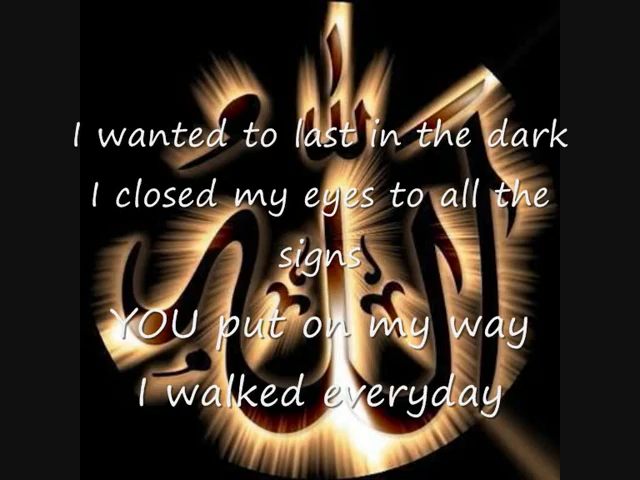 I wanted to last in the dark
I closed my eyes to all the
signs
YOU put on my way
I walked everyday
الله